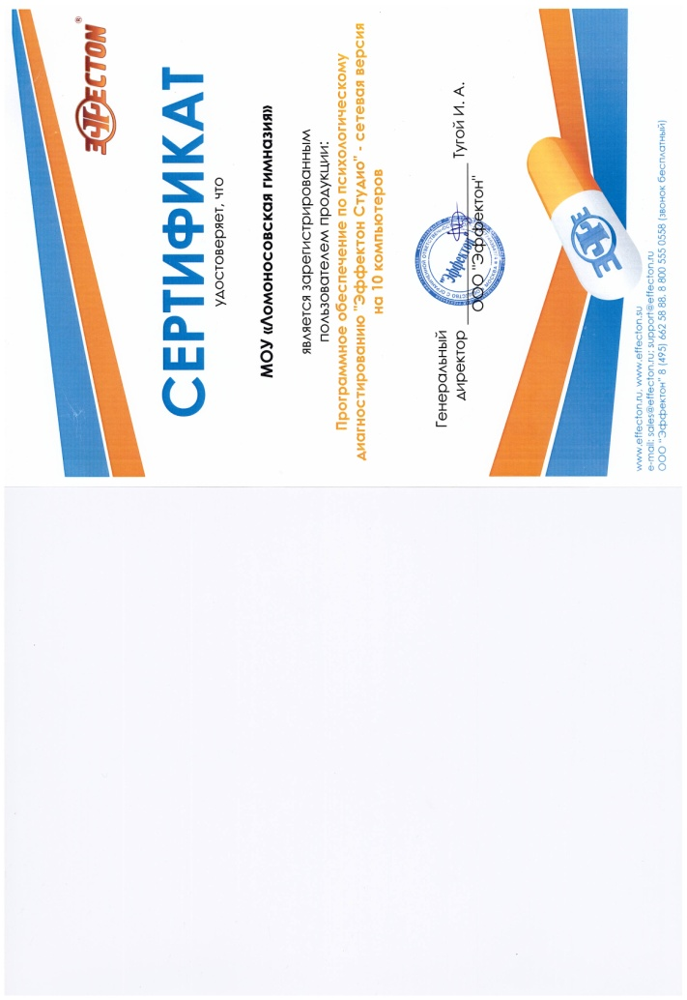 ЭФFECTON®
СЕРТИФИКАТ
удостоверяет, что
МОУ «Ломоносовская гимназия»
является зарегистрированным
пользователем продукции:
Программное обеспечение по психологическому
диагностированию "Эффектон Студио" - сетевая версия
на 10 компьютеров
Генеральный
директор Тугой И. А.
ООО "Эффектон"
"Эффектон"
www.effecton.ru, www.effecton.su
e-mail: sales@effecton.ru; support@effecton.ru
ООО "Эффектон" 8 (495) 662 58 88, 8 800 555 0558 (звонок бесплатный)